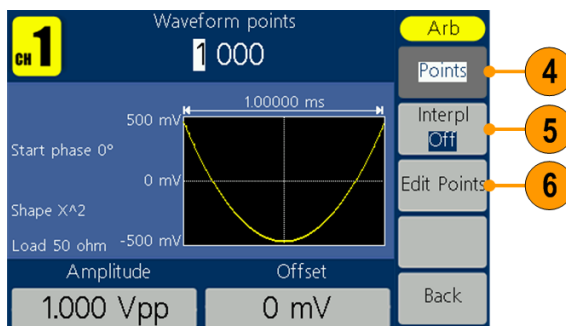 CH 1
Waveform points
1 000
Arb
Points
4
Interpl
Off
5
Edit Points
6
Back
1.00000 ms
500 mV
Start phase 0°
0 mV
Shape X^2
Load 50 ohm
-500 mV
Amplitude
Offset
1.000 Vpp
0 mV